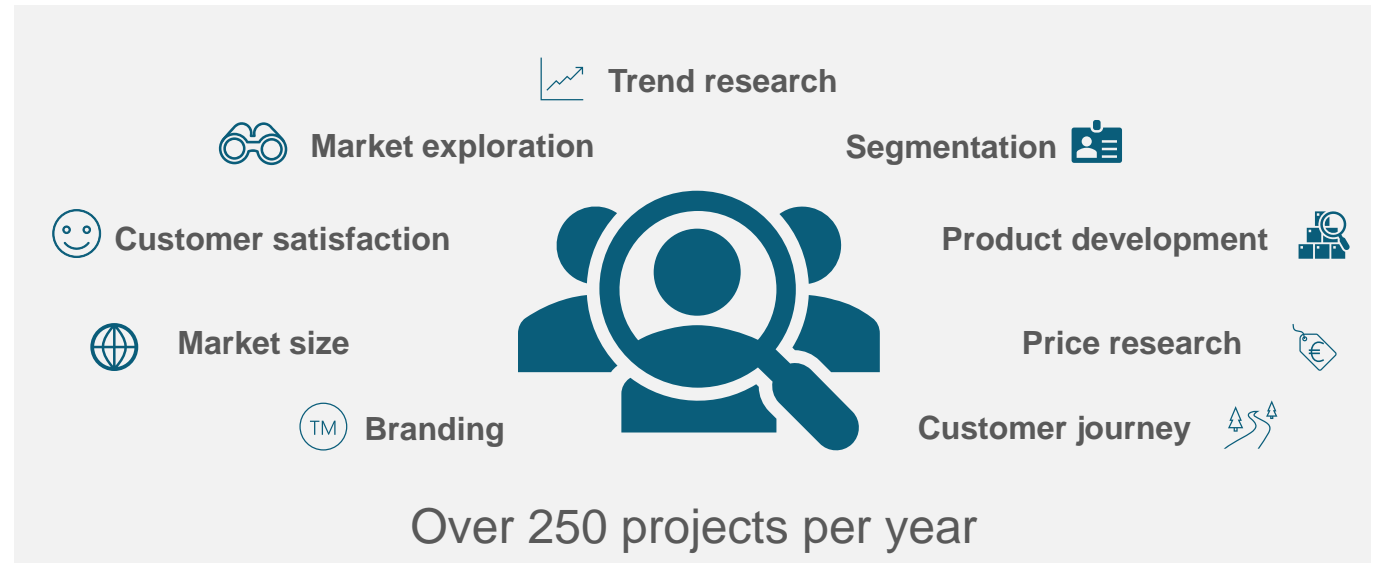 Trend research
Market exploration
Segmentation
Customer satisfaction
Product development
Market size
Price research
€
TM
Branding
Customer journey
Over 250 projects per year